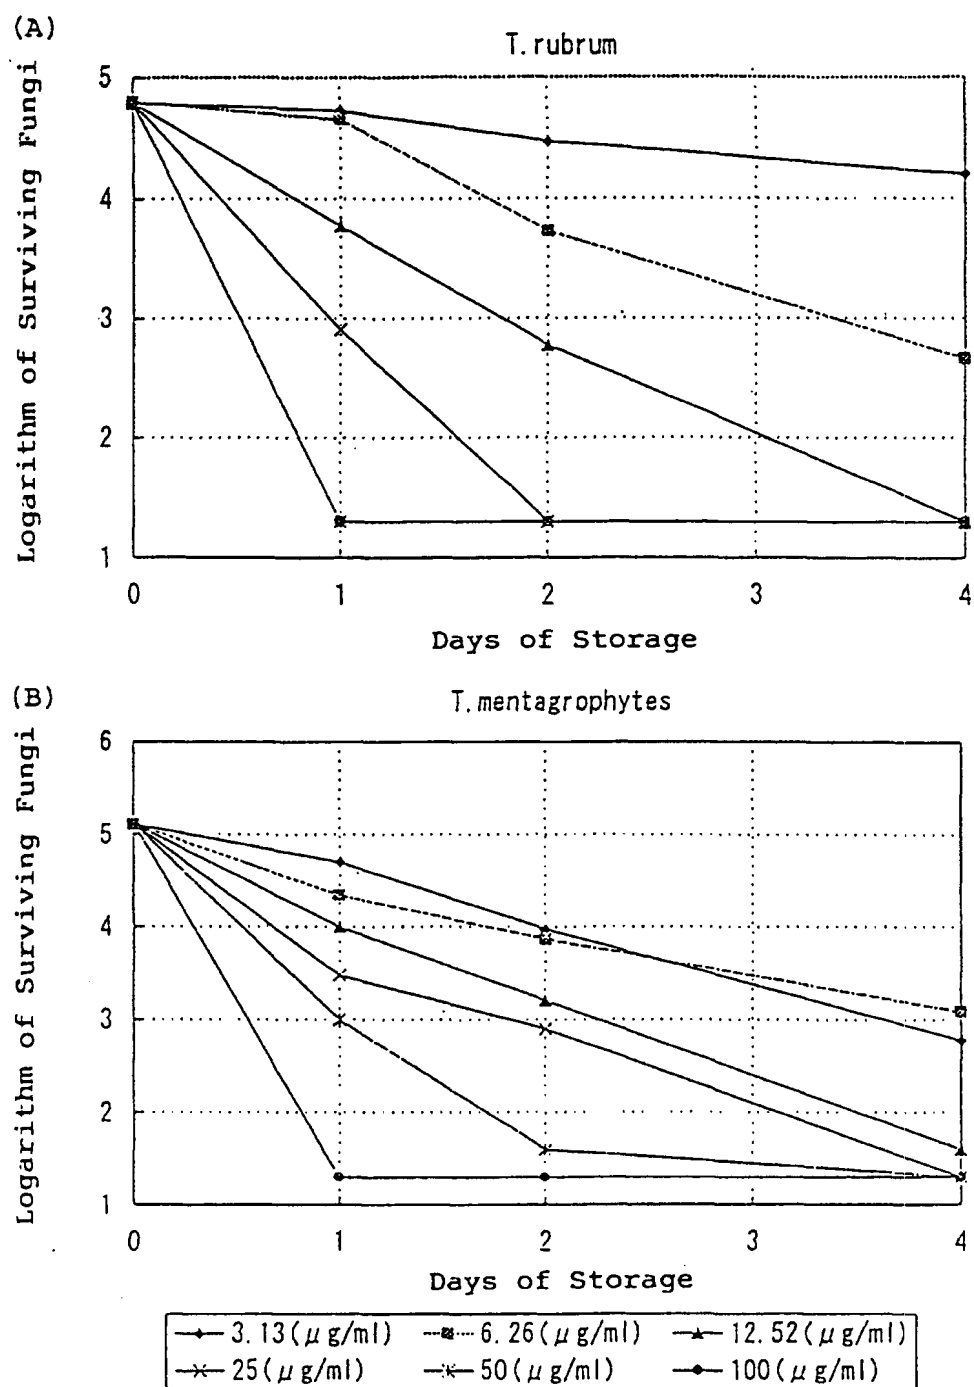 (A)
T.rubrum
Logarithm of Surviving Fungi
5
4
3
2
1
0 1 2 3 4
Days of Storage
(B)
T.mentagrophytes
Logarithm of Surviving Fungi
6
5
4
3
2
1
0 1 2 3 4
Days of Storage
3.13(μg/ml) 6.26(μg/ml) 12.52(μg/ml)
25(μg/ml) 50(μg/ml) 100(μg/ml)